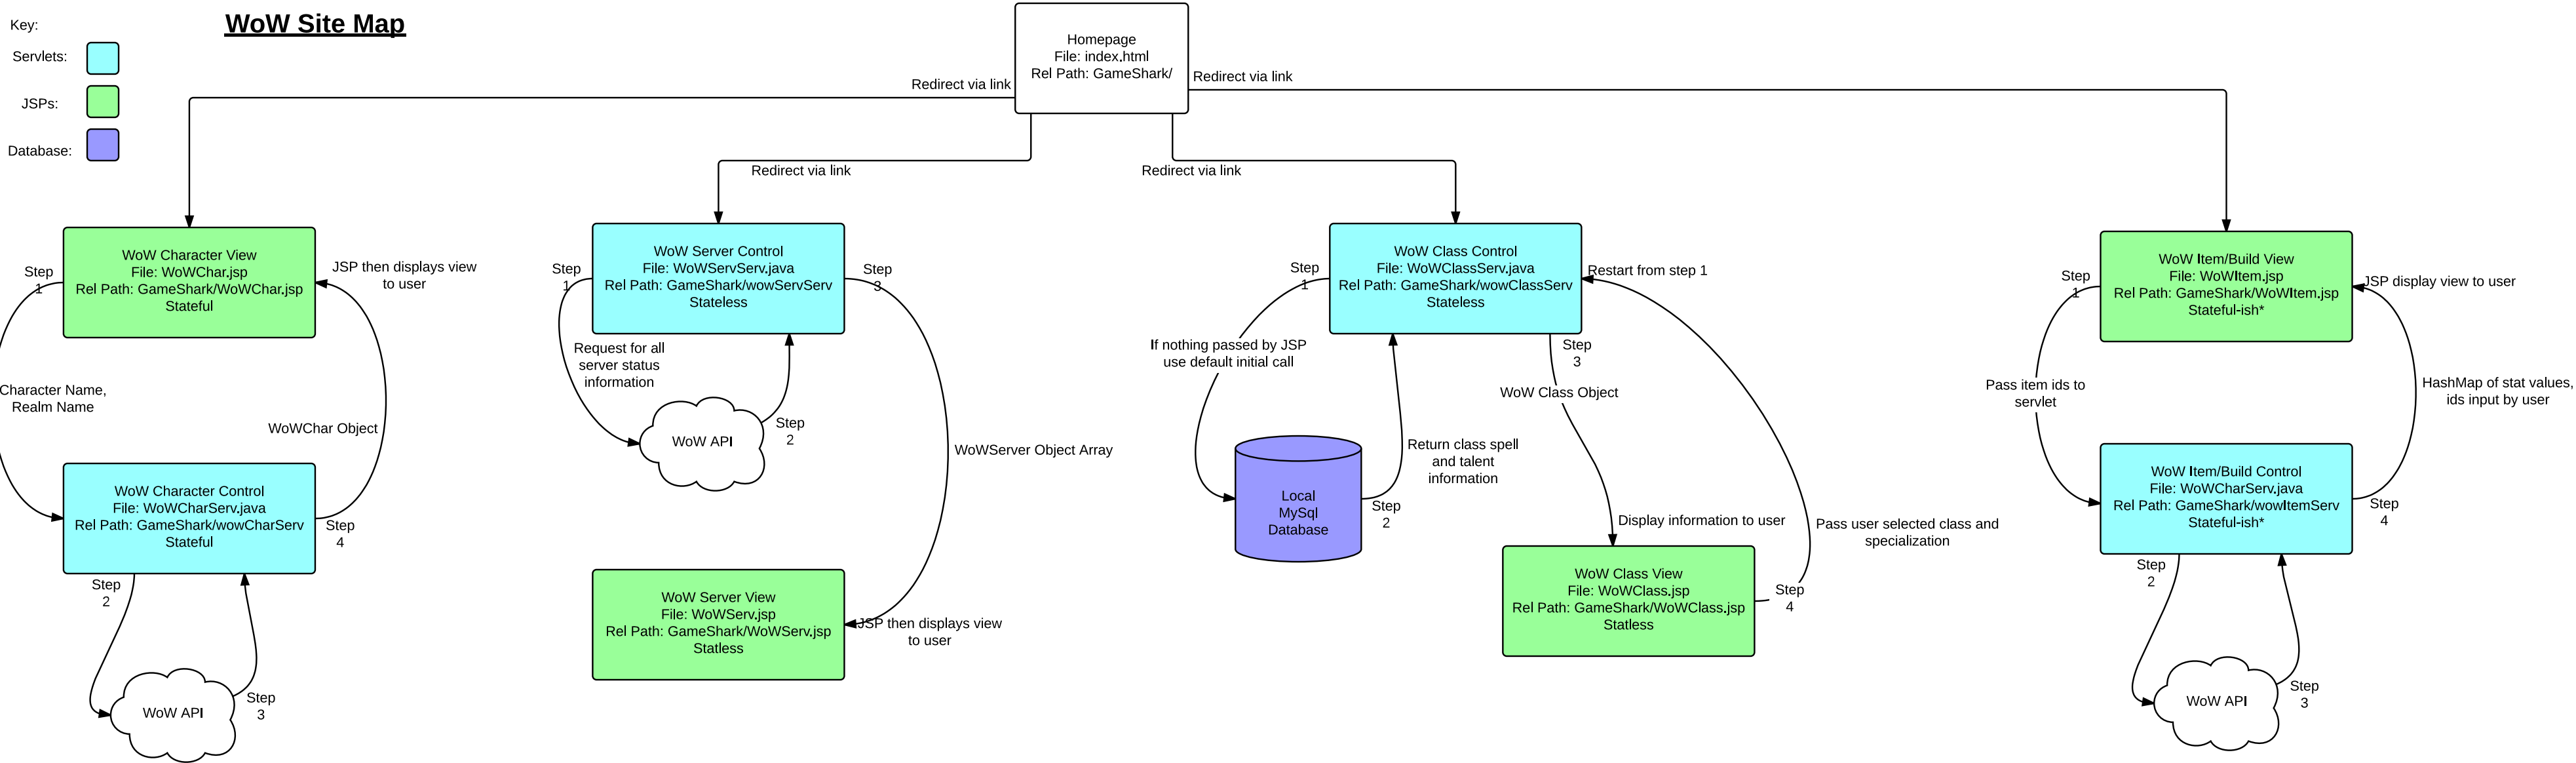 WoW Site Map
Key:
Servlets:
JSPs:
Database:
Homepage
File: index.html
Rel Path: GameShark/
Redirect via link
Redirect via link
Redirect via link
Redirect via link
WoW Character View
File: WoWChar.jsp
Rel Path: GameShark/WoWChar.jsp
Stateful
Step
1
JSP then displays view
to user
Character Name,
Realm Name
WoWChar Object
WoW Character Control
File: WoWCharServ.java
Rel Path: GameShark/wowCharServ
Stateful
Step
4
Step
2
Step
3
WoW API
WoW Server Control
File: WoWServServ.java
Rel Path: GameShark/wowServServ
Stateless
Step
1
Step
3
Request for all
server status
information
WoW API
Step
2
WoWServer Object Array
WoW Server View
File: WoWServ.jsp
Rel Path: GameShark/WoWServ.jsp
Statless
JSP then displays view
to user
WoW Class Control
File: WoWClassServ.java
Rel Path: GameShark/wowClassServ
Stateless
Step
1
Restart from step 1
If nothing passed by JSP
use default initial call
Step
3
WoW Class Object
Return class spell
and talent
information
Local
MySql
Database
Step
2
Display information to user
Pass user selected class and
specialization
WoW Class View
File: WoWClass.jsp
Rel Path: GameShark/WoWClass.jsp
Statless
Step
4
WoW Item/Build View
File: WoWItem.jsp
Rel Path: GameShark/WoWItem.jsp
Stateful-ish*
Step
1
JSP display view to user
Pass item ids to
servlet
HashMap of stat values,
ids input by user
WoW Item/Build Control
File: WoWCharServ.java
Rel Path: GameShark/wowItemServ
Stateful-ish*
Step
4
Step
2
Step
3
WoW API